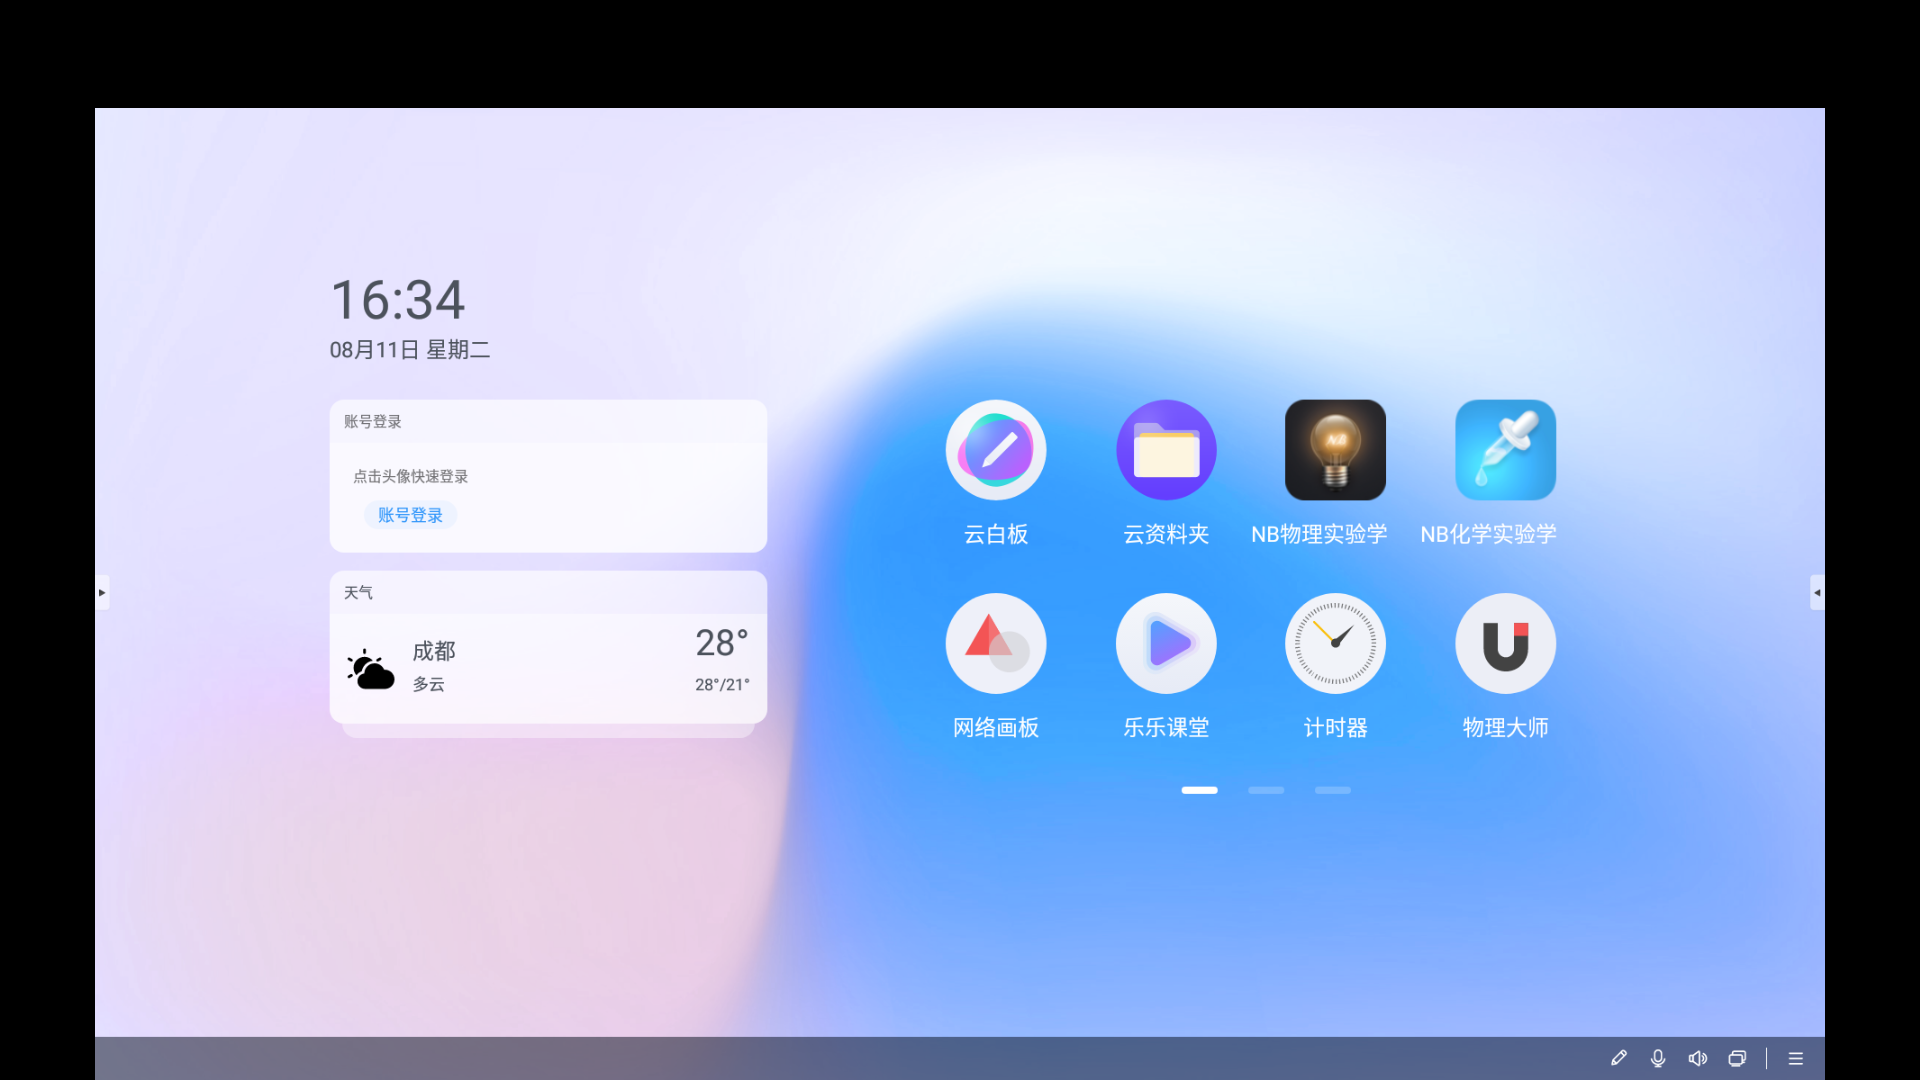 16:34
08月11日 星期二
账号登录
点击头像快速登录
账号登录
天气
成都
28°
多云
28°/21°
云白板
云资料夹
NB
NB物理实验学
NB化学实验学
网络画板
乐乐课堂
计时器
物理大师